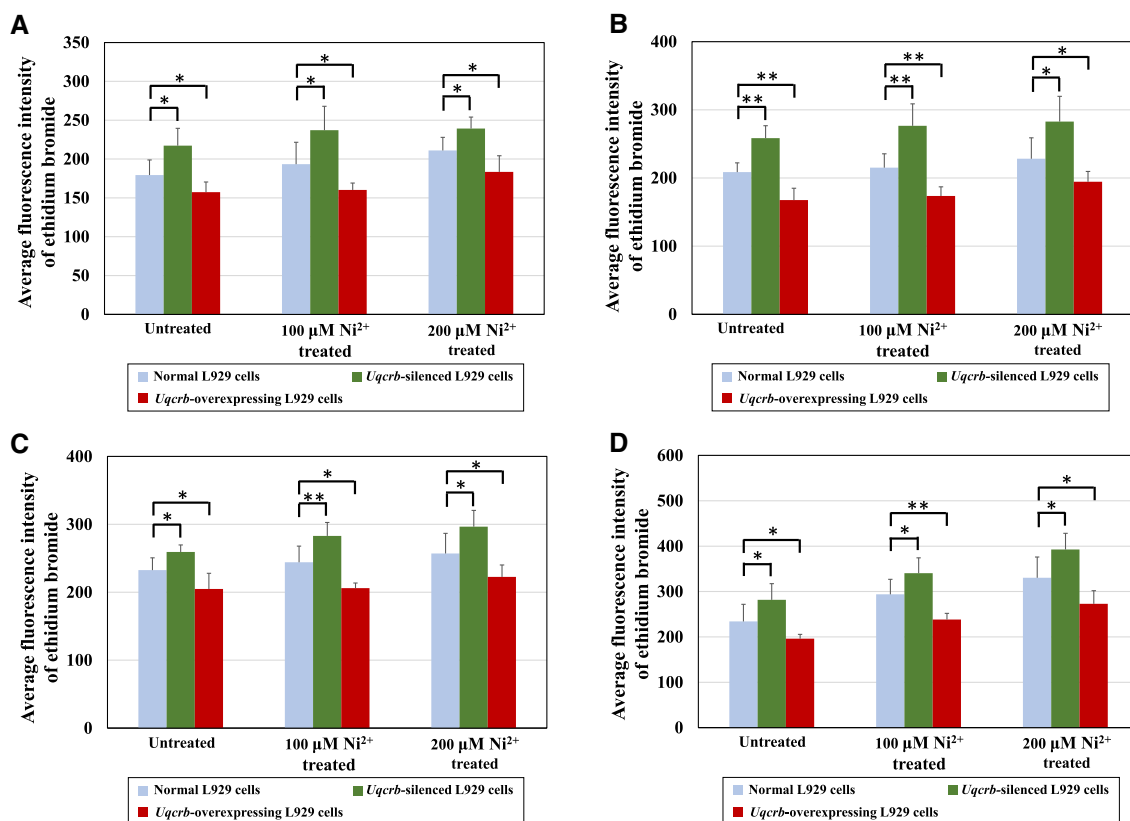 A
Average fluorescence intensity
of ethidium bromide
350
300
250
200
150
100
50
0
*
*
*
*
*
*
Untreated
100 μM Ni²⁺
treated
200 μM Ni²⁺
treated
Normal L929 cells
Uqcrb-silenced L929 cells
Uqcrb-overexpressing L929 cells
B
Average fluorescence intensity
of ethidium bromide
400
300
200
100
0
**
**
**
**
*
*
Untreated
100 μM Ni²⁺
treated
200 μM Ni²⁺
treated
Normal L929 cells
Uqcrb-silenced L929 cells
Uqcrb-overexpressing L929 cells
C
Average fluorescence intensity
of ethidium bromide
400
300
200
100
0
*
*
*
**
*
*
Untreated
100 μM Ni²⁺
treated
200 μM Ni²⁺
treated
Normal L929 cells
Uqcrb-silenced L929 cells
Uqcrb-overexpressing L929 cells
D
Average fluorescence intensity
of ethidium bromide
600
500
400
300
200
100
0
*
*
**
*
*
*
Untreated
100 μM Ni²⁺
treated
200 μM Ni²⁺
treated
Normal L929 cells
Uqcrb-silenced L929 cells
Uqcrb-overexpressing L929 cells